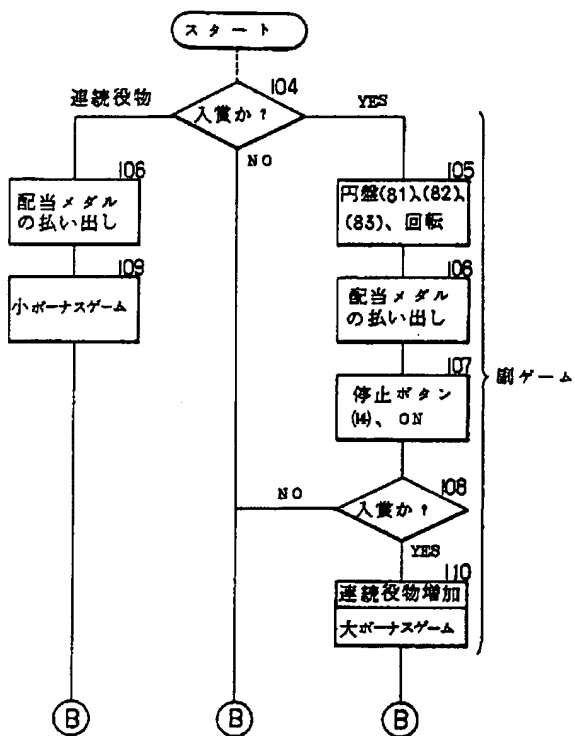 スタート
104
連続役物
入賞か?
YES
NO
106
配当メダル
の払い出し
109
小ボーナスゲーム
105
円盤(81)、(82)、
(83)、回転
106
配当メダル
の払い出し
107
停止ボタン
(14)、ON
副ゲーム
108
NO
入賞か?
YES
110
連続役物増加
大ボーナスゲーム
B
B
B